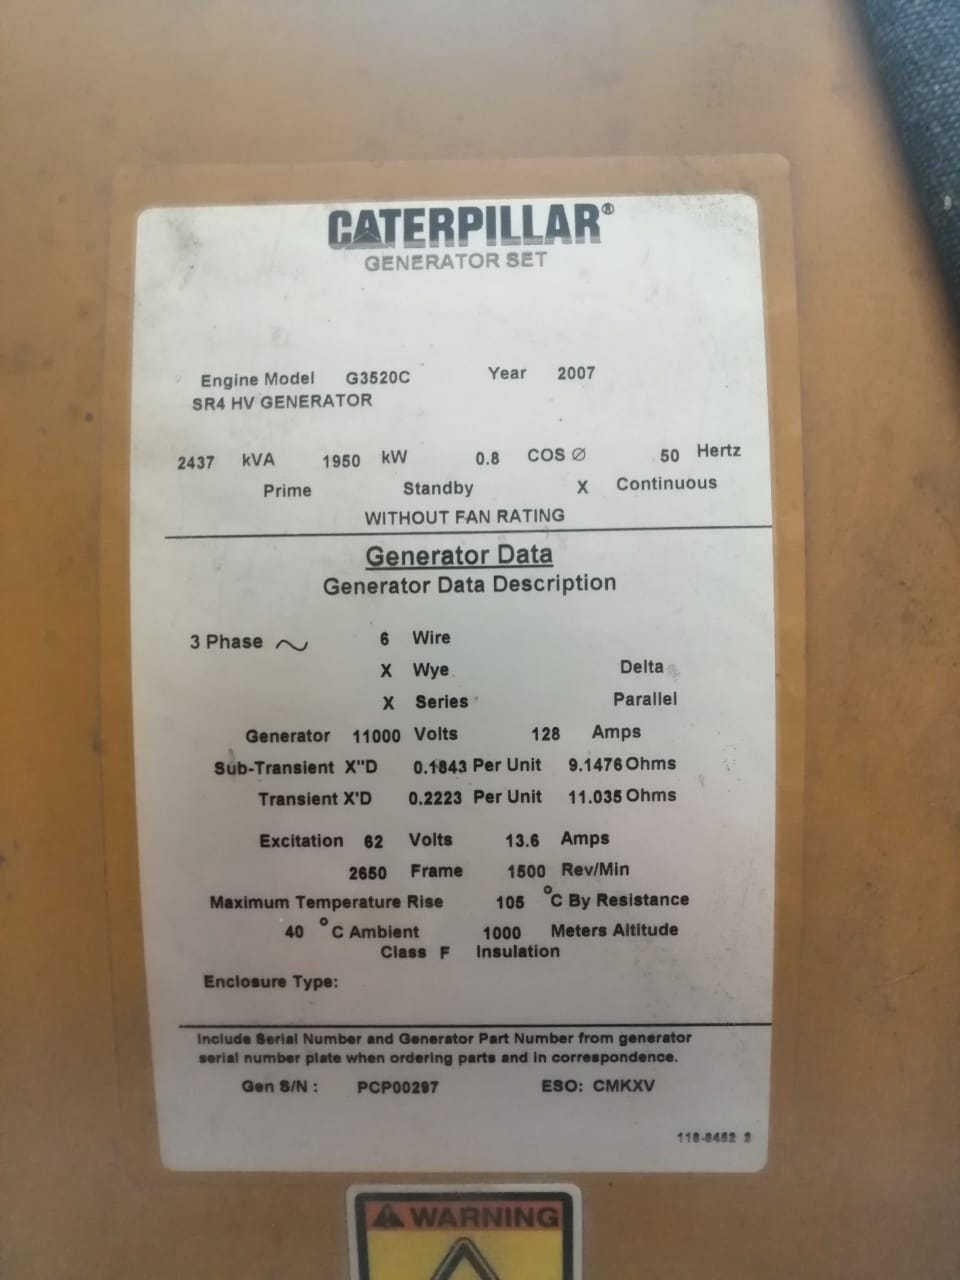 CATERPILLAR®
GENERATOR SET
Engine Model G3520C Year 2007
SR4 HV GENERATOR
2437 kVA 1950 kW 0.8 COS Ø 50 Hertz
Prime Standby X Continuous
WITHOUT FAN RATING
Generator Data
Generator Data Description
3 Phase ~ 6 Wire
X Wye Delta
X Series Parallel
Generator 11000 Volts 128 Amps
Sub-Transient X"D 0.1843 Per Unit 9.1476 Ohms
Transient X'D 0.2223 Per Unit 11.035 Ohms
Excitation 62 Volts 13.6 Amps
2650 Frame 1500 Rev/Min
Maximum Temperature Rise 105 °C By Resistance
40 °C Ambient 1000 Meters Altitude
Class F Insulation
Enclosure Type:
Include Serial Number and Generator Part Number from generator
serial number plate when ordering parts and in correspondence.
Gen S/N : PCP00297 ESO: CMKXV
WARNING